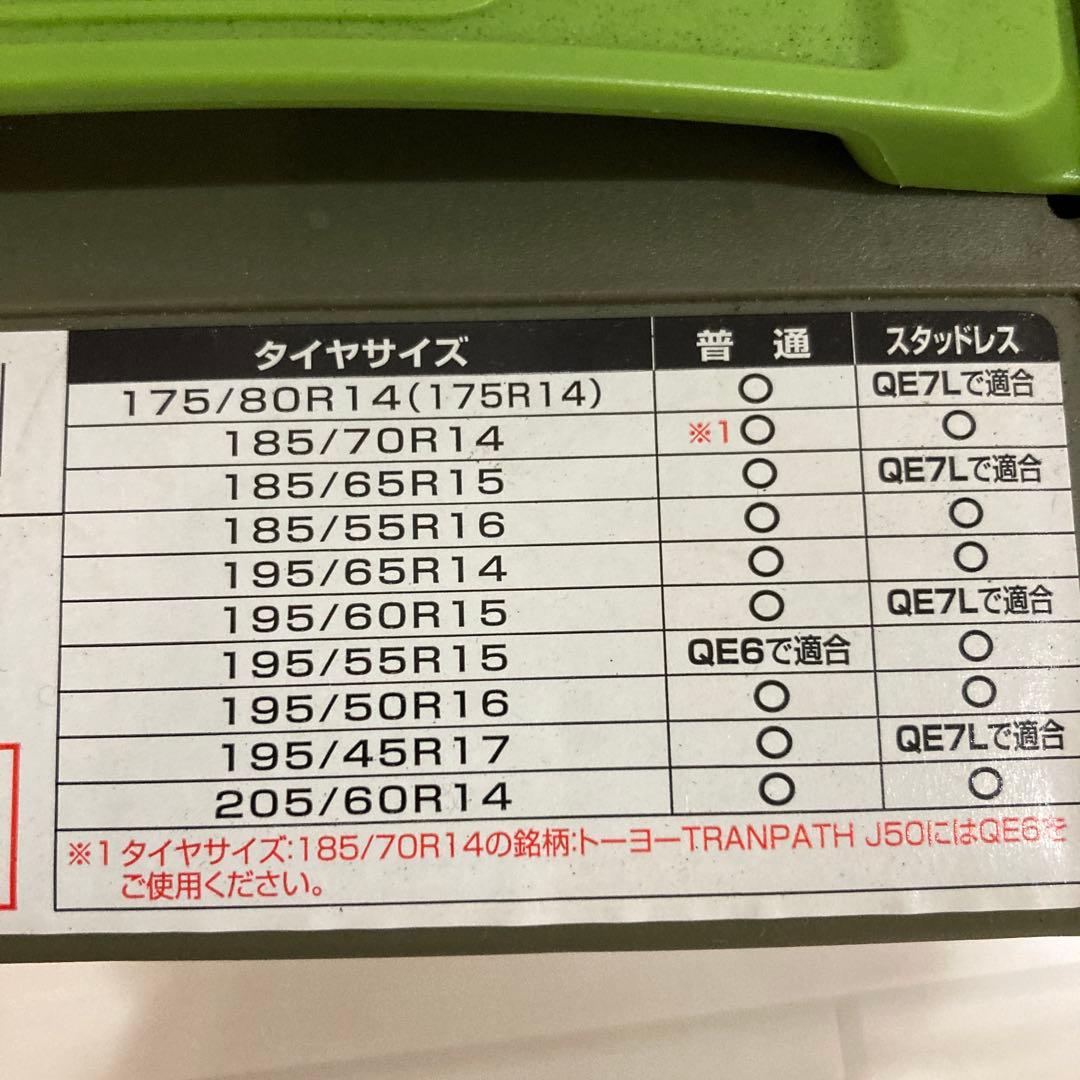 タイヤサイズ 普通 スタッドレス
175/80R14(175R14) ○ QE7Lで適合
185/70R14 ※1○ ○
185/65R15 ○ QE7Lで適合
185/55R16 ○ ○
195/65R14 ○ ○
195/60R15 ○ QE7Lで適合
195/55R15 QE6で適合 ○
195/50R16 ○ ○
195/45R17 ○ QE7Lで適合
205/60R14 ○ ○
※1タイヤサイズ:185/70R14の銘柄:トーヨーTRANPATH J50にはQE6を
ご使用ください。